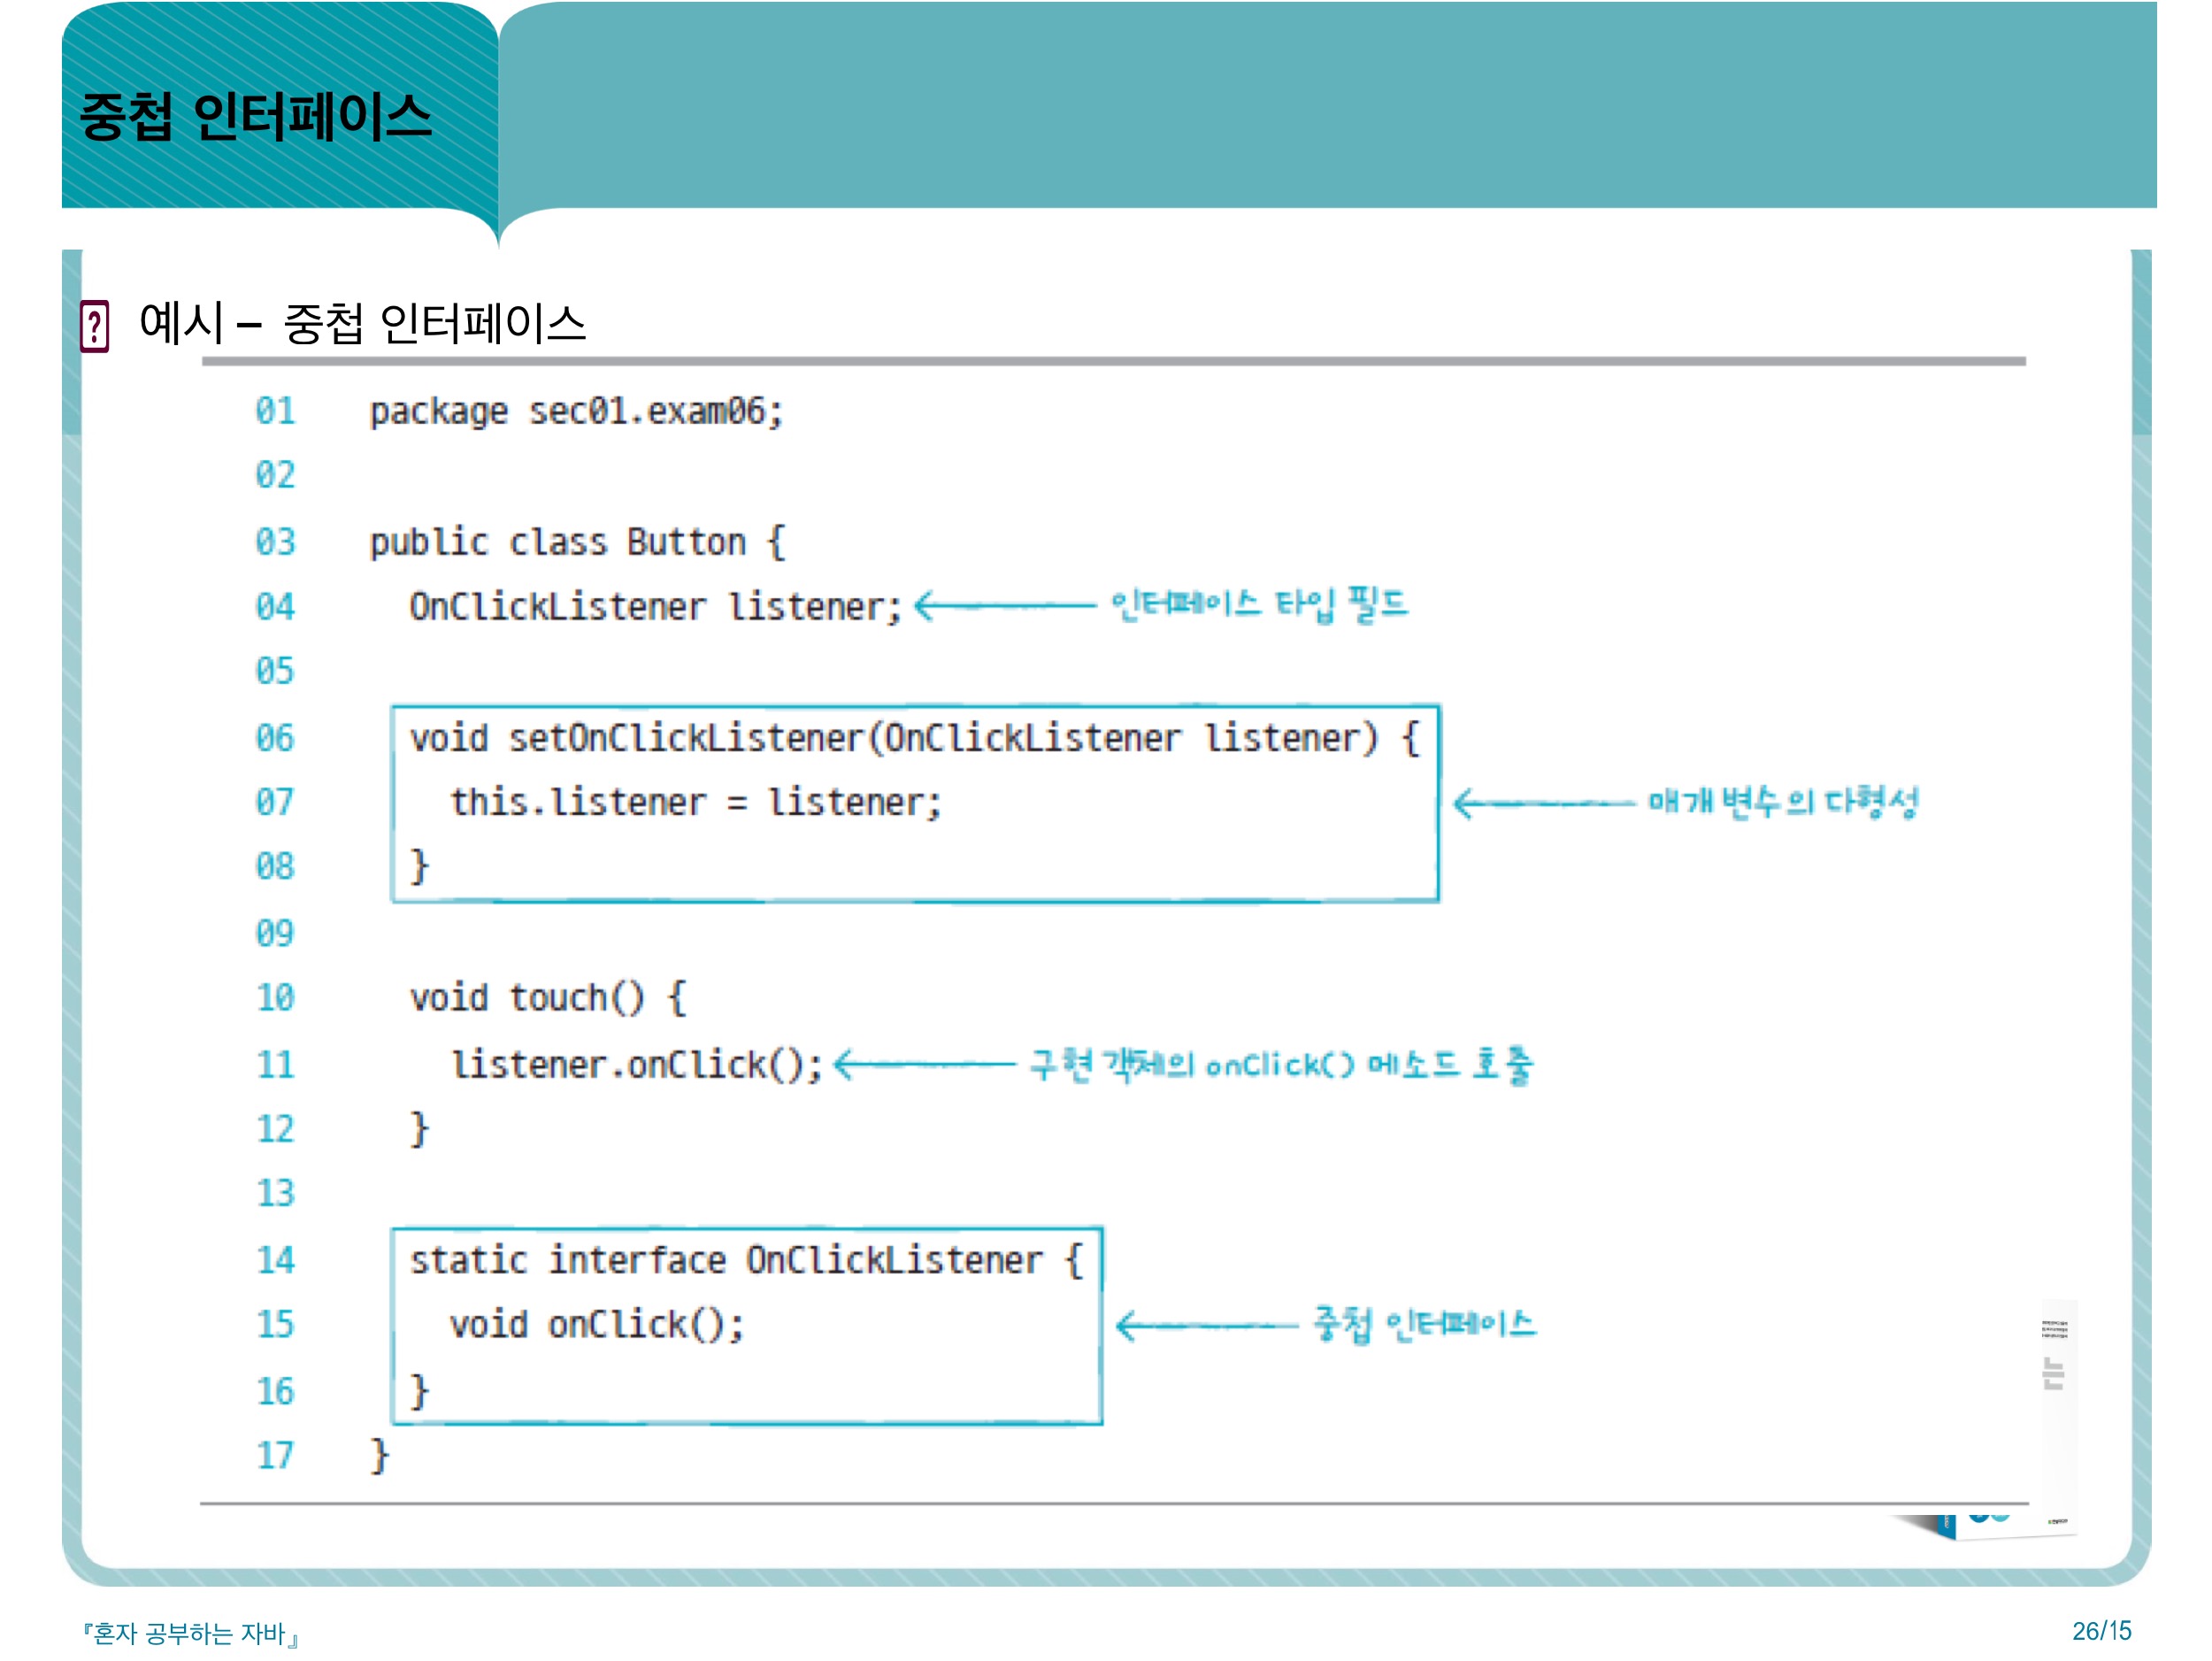 중첩 인터페이스
예시 – 중첩 인터페이스
01 package sec01.exam06;
02
03 public class Button {
04 OnClickListener listener; 인터페이스 타입 필드
05
06 void setOnClickListener(OnClickListener listener) {
07 this.listener = listener; 매개 변수의 다형성
08 }
09
10 void touch() {
11 listener.onClick(); 구현 객체의 onClick() 메소드 호출
12 }
13
14 static interface OnClickListener {
15 void onClick(); 중첩 인터페이스
16 }
17 }
『혼자 공부하는 자바』
26/15